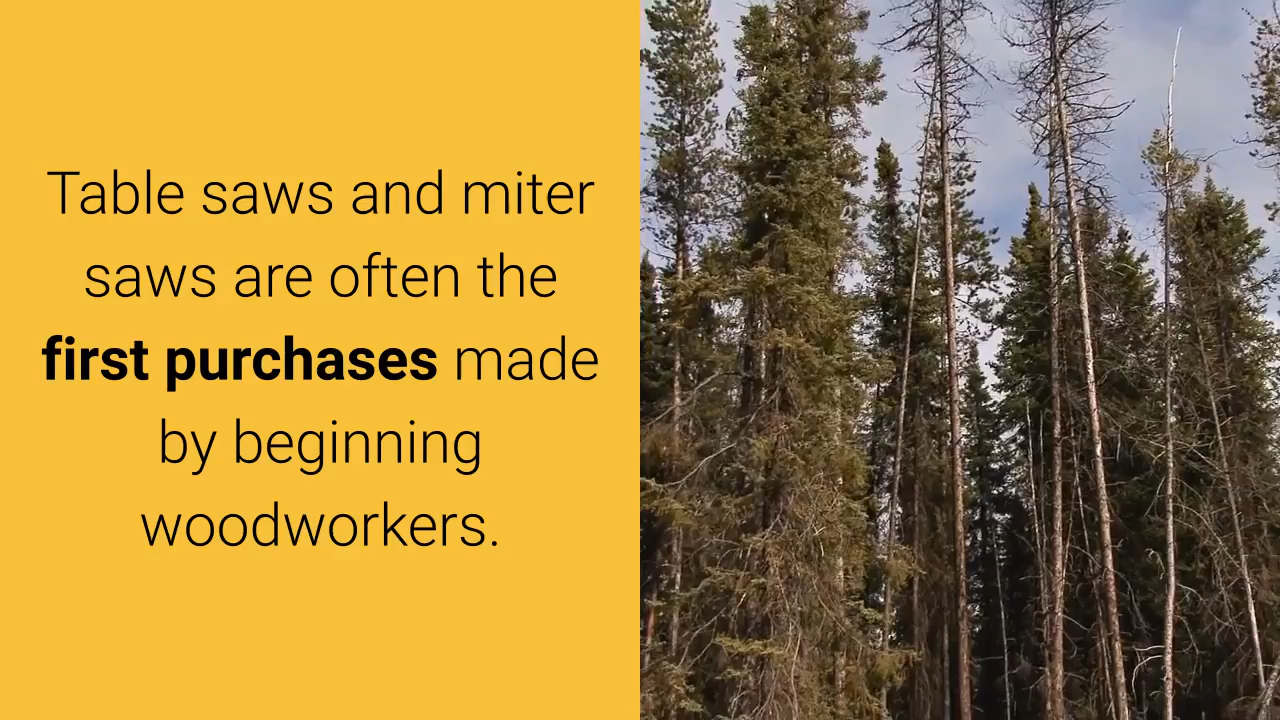 Table saws and miter
saws are often the
first purchases made
by beginning
woodworkers.